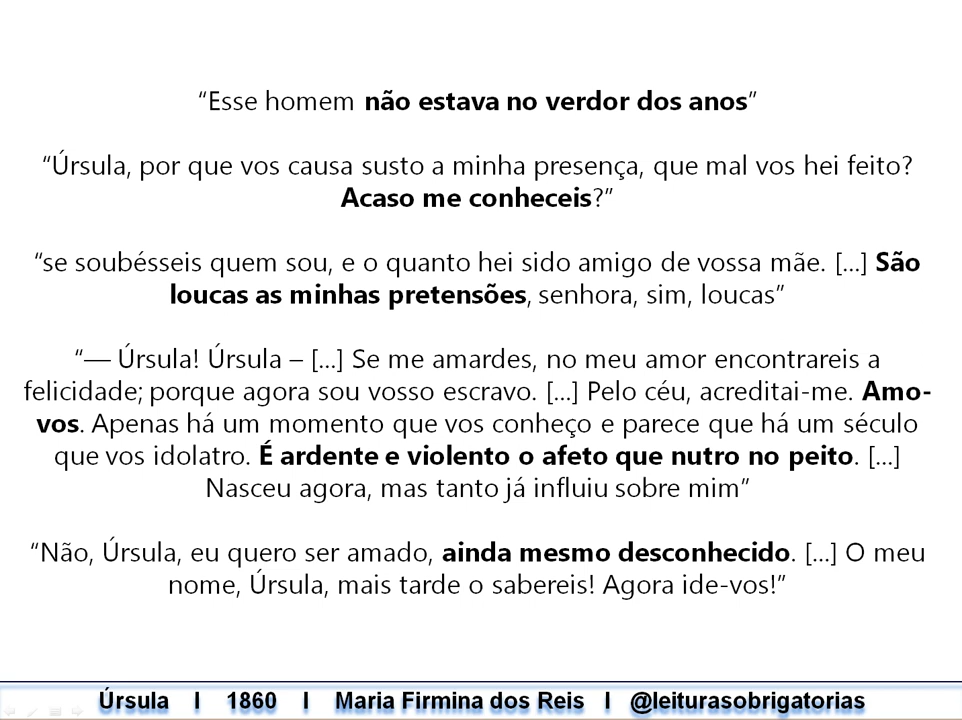 “Esse homem não estava no verdor dos anos”
“Úrsula, por que vos causa susto a minha presença, que mal vos hei feito?
Acaso me conheceis?”
“se soubésseis quem sou, e o quanto hei sido amigo de vossa mãe. [...] São
loucas as minhas pretensões, senhora, sim, loucas”
“— Úrsula! Úrsula – [...] Se me amardes, no meu amor encontrareis a
felicidade; porque agora sou vosso escravo. [...] Pelo céu, acreditai-me. Amo-
vos. Apenas há um momento que vos conheço e parece que há um século
que vos idolatro. É ardente e violento o afeto que nutro no peito. [...]
Nasceu agora, mas tanto já influiu sobre mim”
“Não, Úrsula, eu quero ser amado, ainda mesmo desconhecido. [...] O meu
nome, Úrsula, mais tarde o sabereis! Agora ide-vos!”
Úrsula I 1860 I Maria Firmina dos Reis I @leiturasobrigatorias